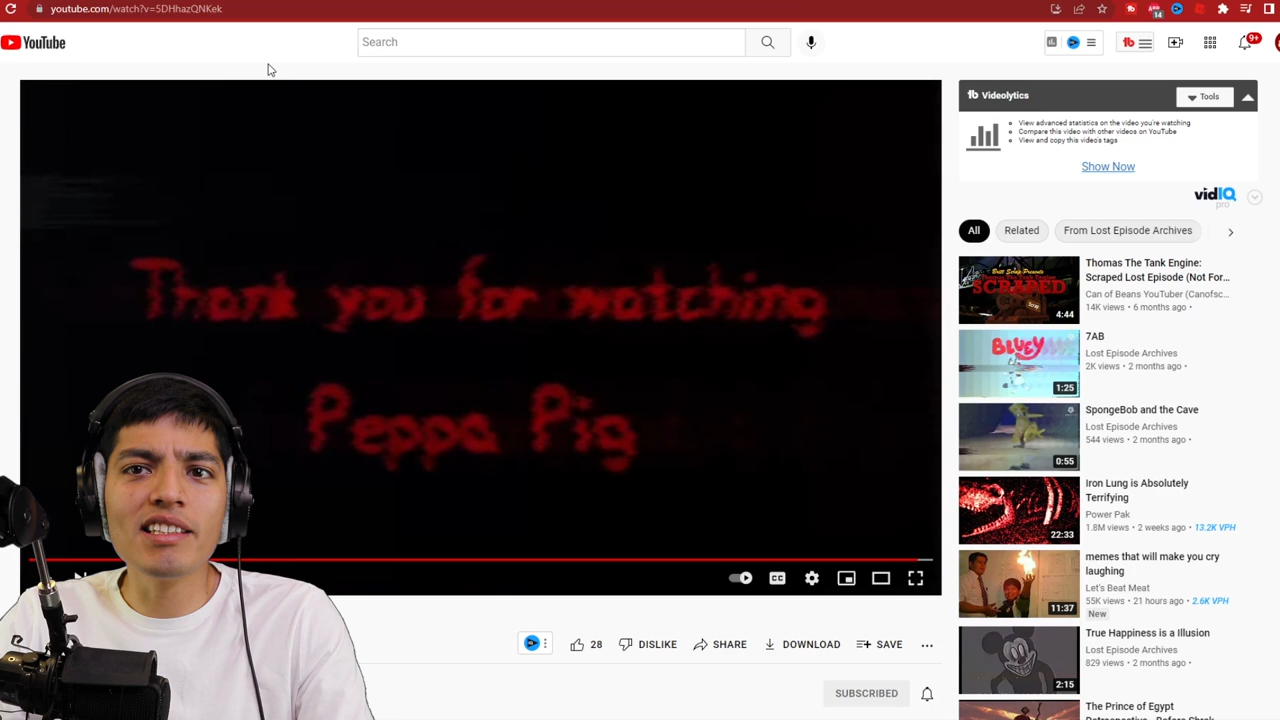 youtube.com/watch?v=5DHhazQNKek
14
YouTube
Search
9+
Thank you for watching
Peppa Pig
Videolytics
Tools
View advanced statistics on the video you're watching
Compare this video with other videos on YouTube
View and copy this video's tags
Show Now
vidIQ
pro
All
Related
From Lost Episode Archives
Thomas The Tank Engine:
Scraped Lost Episode (Not For...
Can of Beans YouTuber (Canofsc...
14K views • 6 months ago •
SCRAPED
4:44
7AB
Lost Episode Archives
2K views • 2 months ago •
BLUEY
1:25
SpongeBob and the Cave
Lost Episode Archives
544 views • 2 months ago •
0:55
Iron Lung is Absolutely
Terrifying
Power Pak
1.8M views • 2 weeks ago • 13.2K VPH
22:33
memes that will make you cry
laughing
Let's Beat Meat
55K views • 21 hours ago • 2.6K VPH
New
11:37
True Happiness is a Illusion
Lost Episode Archives
829 views • 2 months ago •
2:15
The Prince of Egypt
CC
28
DISLIKE
SHARE
DOWNLOAD
SAVE
SUBSCRIBED